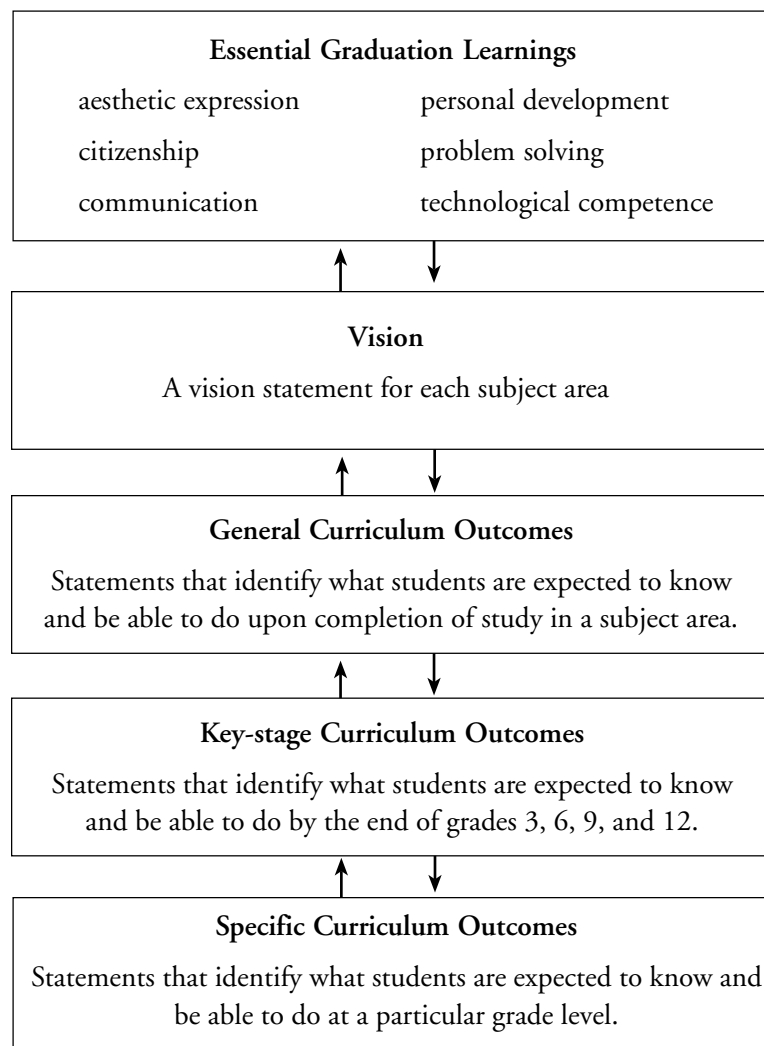 Essential Graduation Learnings
aesthetic expression personal development
citizenship problem solving
communication technological competence
Vision
A vision statement for each subject area
General Curriculum Outcomes
Statements that identify what students are expected to know
and be able to do upon completion of study in a subject area.
Key-stage Curriculum Outcomes
Statements that identify what students are expected to know
and be able to do by the end of grades 3, 6, 9, and 12.
Specific Curriculum Outcomes
Statements that identify what students are expected to know and
be able to do at a particular grade level.